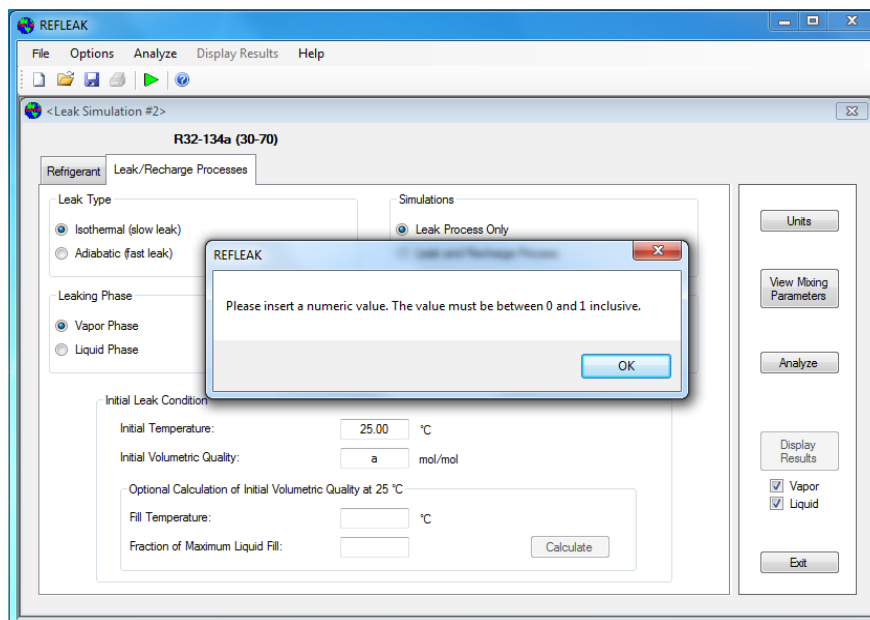 REFLEAK
File Options Analyze Display Results Help
<Leak Simulation #2>
R32-134a (30-70)
Refrigerant Leak/Recharge Processes
Leak Type
Isothermal (slow leak)
Adiabatic (fast leak)
Simulations
Leak Process Only
Leak and Recharge Process
REFLEAK
Please insert a numeric value. The value must be between 0 and 1 inclusive.
OK
Leaking Phase
Vapor Phase
Liquid Phase
Initial Leak Condition
Initial Temperature: 25.00 °C
Initial Volumetric Quality: a mol/mol
Optional Calculation of Initial Volumetric Quality at 25 °C
Fill Temperature: °C
Fraction of Maximum Liquid Fill: Calculate
Units
View Mixing
Parameters
Analyze
Display
Results
Vapor
Liquid
Exit